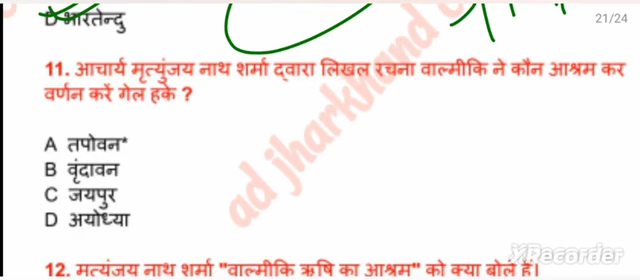 D भारतेन्दु
21/24
11. आचार्य मृत्युंजय नाथ शर्मा द्वारा लिखल रचना वाल्मीकि ने कौन आश्रम कर
वर्णन करें गेल हके ?
A तपोवन*
B वृंदावन
C जयपुर
D अयोध्या
ad jharkhand
XRecorder
12. मृत्यंजय नाथ शर्मा "वाल्मीकि ऋषि का आश्रम" को क्या बोले हैं।